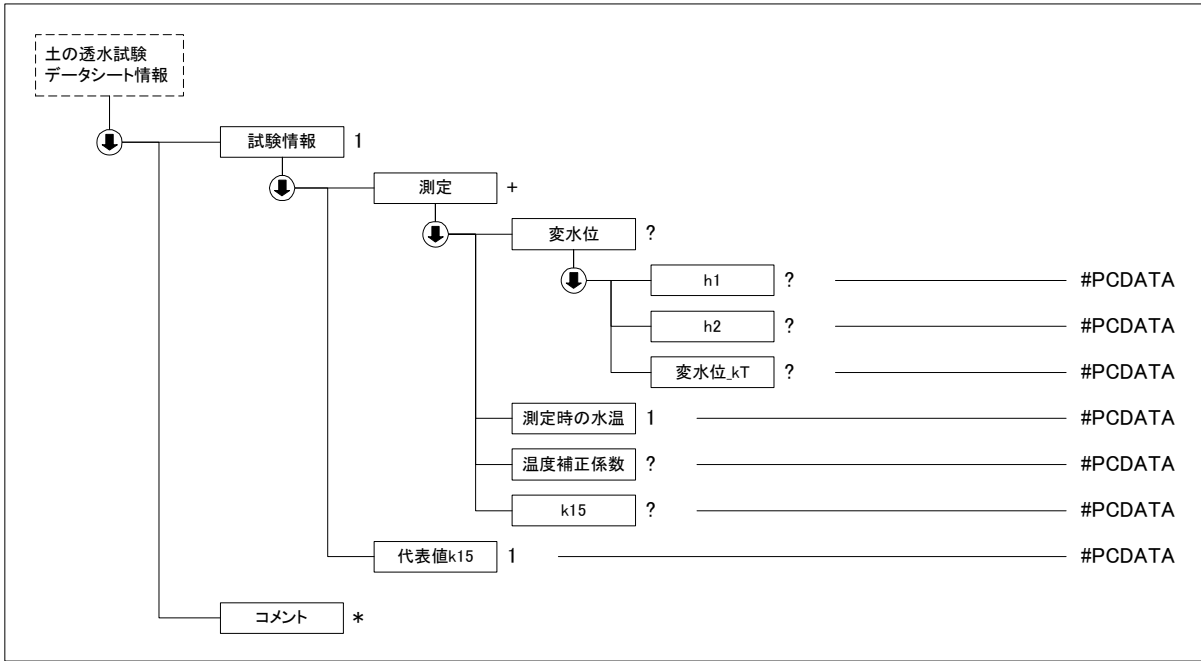 土の透水試験
データシート情報
試験情報 1
測定 +
変水位 ?
h1 ? #PCDATA
h2 ? #PCDATA
変水位_kT ? #PCDATA
測定時の水温 1 #PCDATA
温度補正係数 ? #PCDATA
k15 ? #PCDATA
代表値k15 1 #PCDATA
コメント *